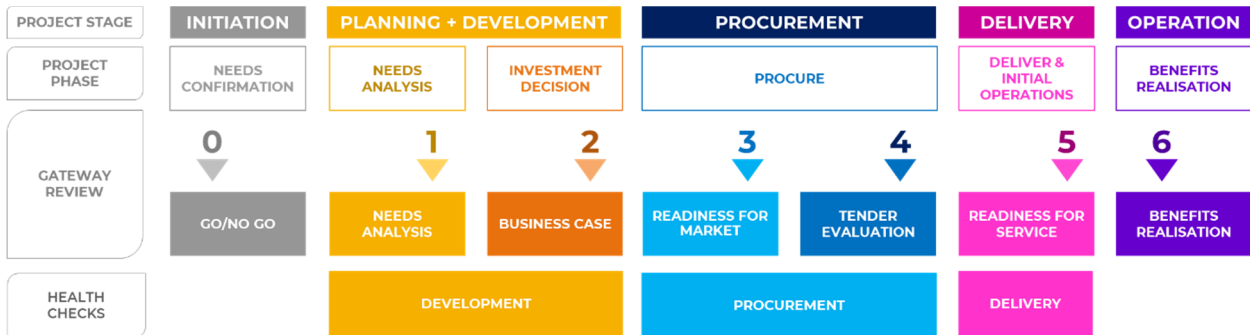 PROJECT STAGE
INITIATION
PLANNING + DEVELOPMENT
PROCUREMENT
DELIVERY
OPERATION
PROJECT
PHASE
NEEDS
CONFIRMATION
NEEDS
ANALYSIS
INVESTMENT
DECISION
PROCURE
DELIVER &
INITIAL
OPERATIONS
BENEFITS
REALISATION
GATEWAY
REVIEW
0
1
2
3
4
5
6
GO/NO GO
NEEDS
ANALYSIS
BUSINESS CASE
READINESS FOR
MARKET
TENDER
EVALUATION
READINESS FOR
SERVICE
BENEFITS
REALISATION
HEALTH
CHECKS
DEVELOPMENT
PROCUREMENT
DELIVERY